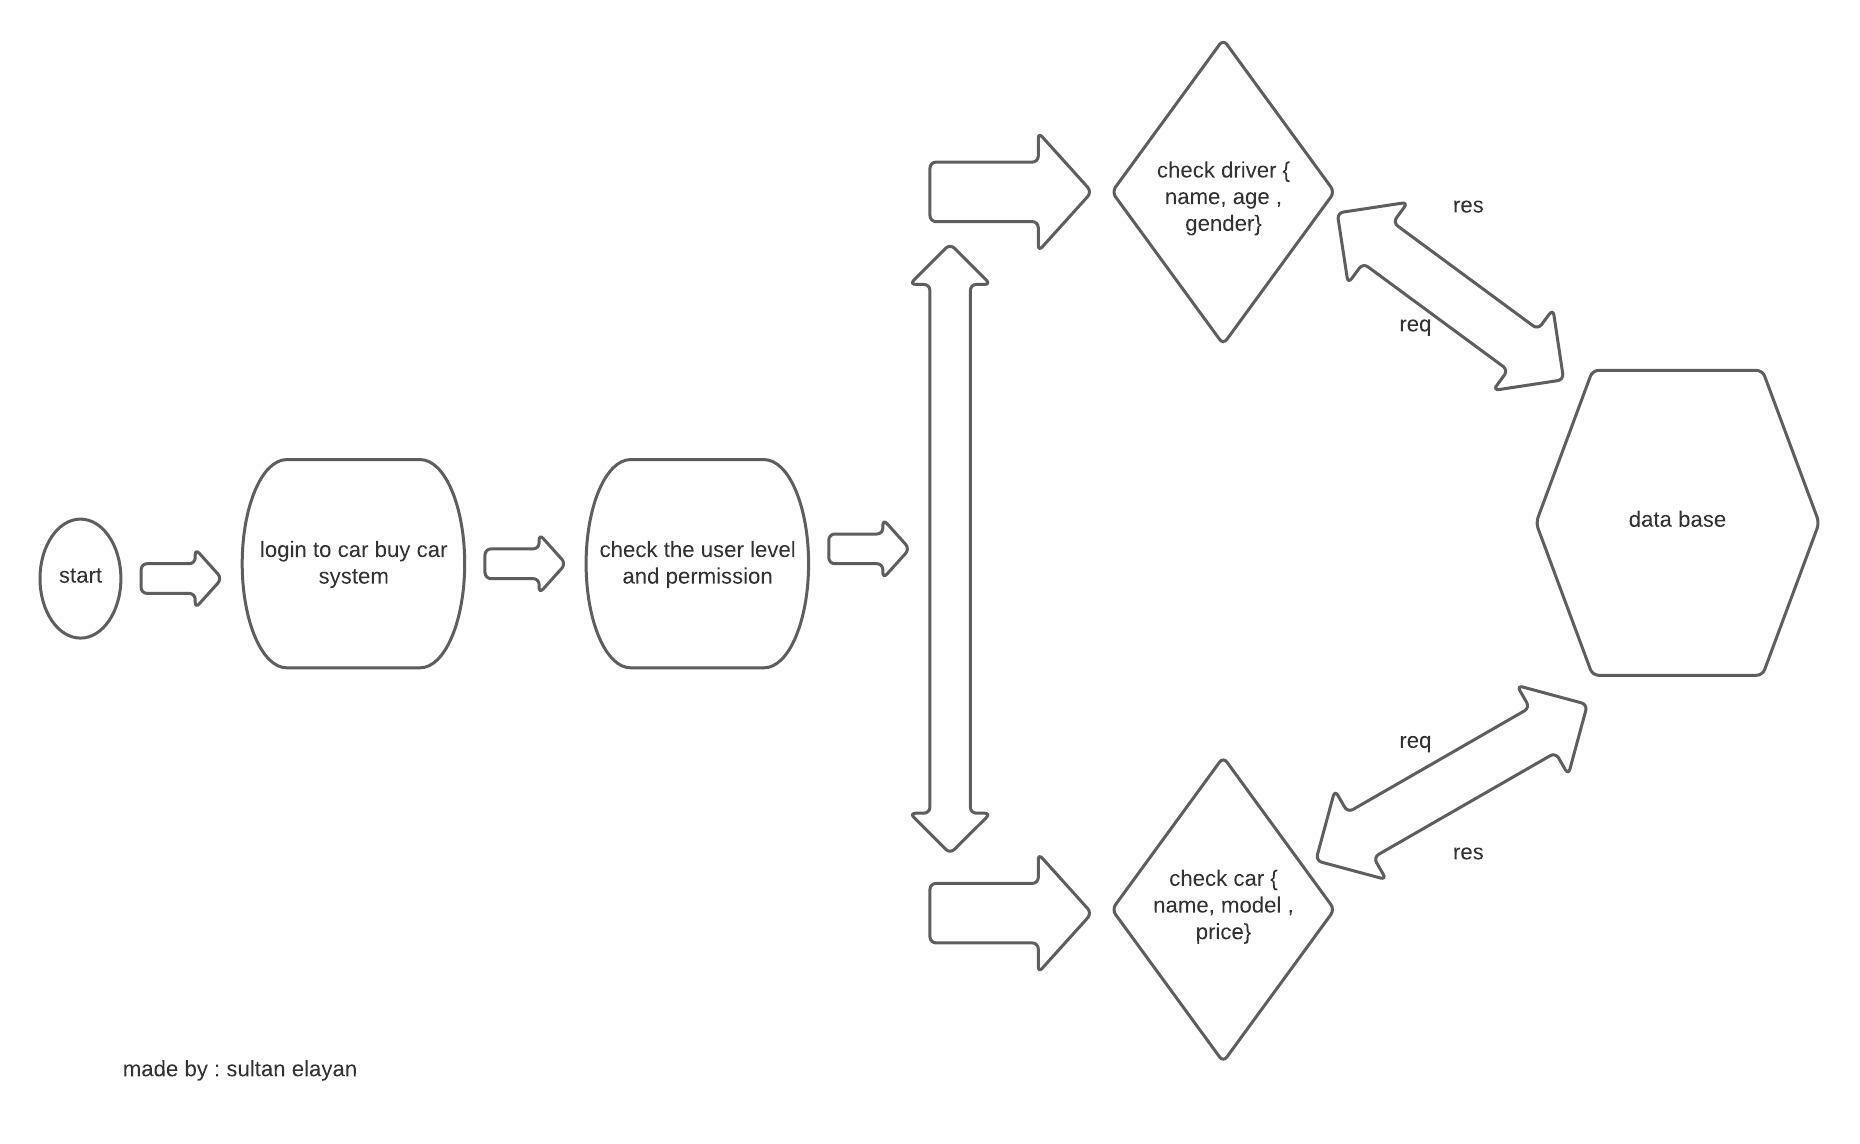 start
login to car buy car
system
check the user level
and permission
check driver {
name, age ,
gender}
res
req
data base
req
res
check car {
name, model ,
price}
made by : sultan elayan